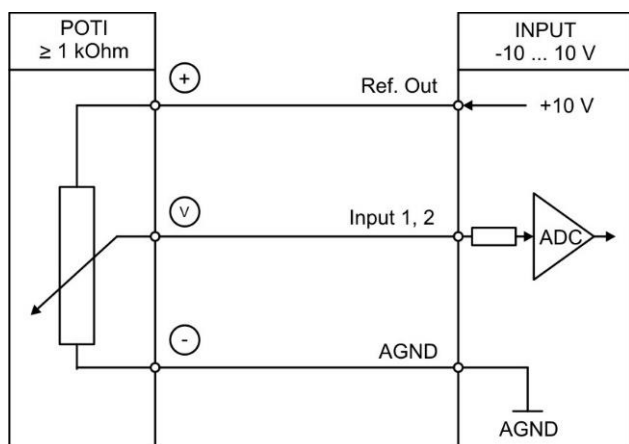 POTI
≥ 1 kOhm
INPUT
-10 ... 10 V
+
Ref. Out
+10 V
V
Input 1, 2
ADC
-
AGND
AGND